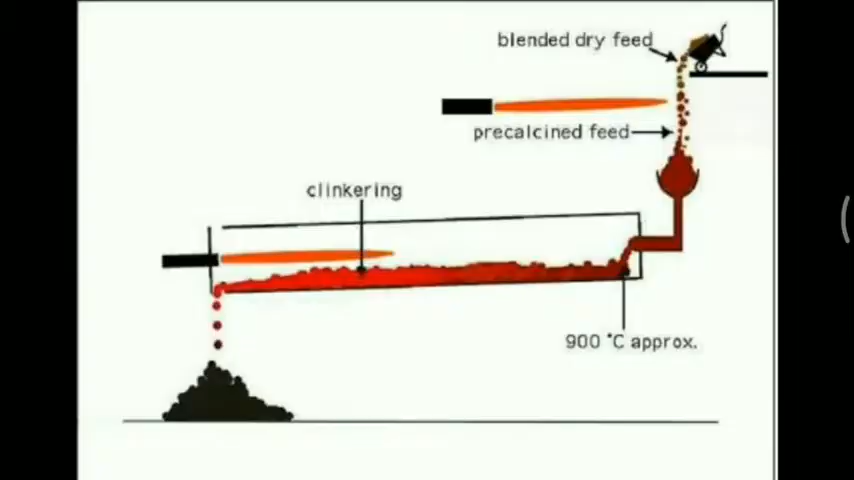 blended dry feed
precalcined feed
clinkering
900 °C approx.